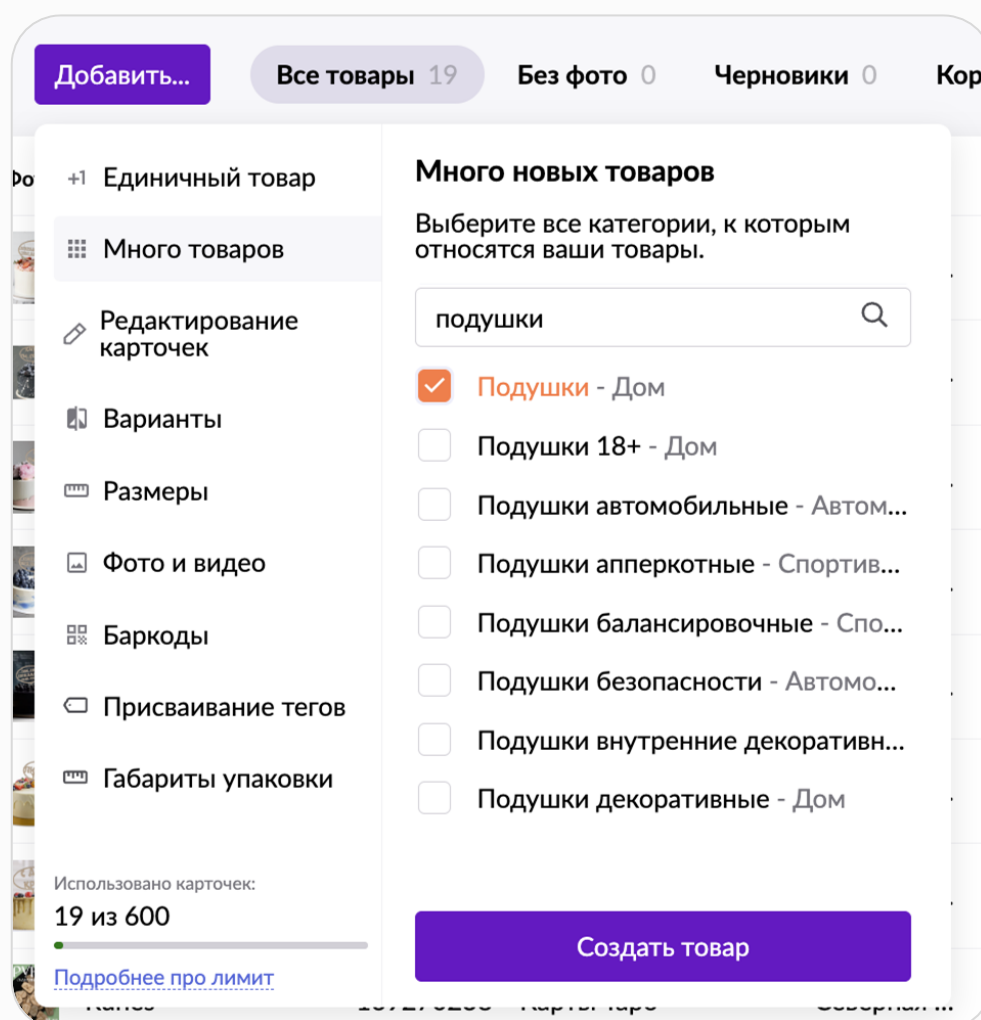 Добавить...
Все товары 19
Без фото 0
Черновики 0
Кор
+1 Единичный товар
Много товаров
Редактирование
карточек
Варианты
Размеры
Фото и видео
Баркоды
Присваивание тегов
Габариты упаковки
Использовано карточек:
19 из 600
Подробнее про лимит
Много новых товаров
Выберите все категории, к которым
относятся ваши товары.
подушки
Подушки - Дом
Подушки 18+ - Дом
Подушки автомобильные - Автом...
Подушки апперкотные - Спортив...
Подушки балансировочные - Спо...
Подушки безопасности - Автомо...
Подушки внутренние декоративн...
Подушки декоративные - Дом
Создать товар